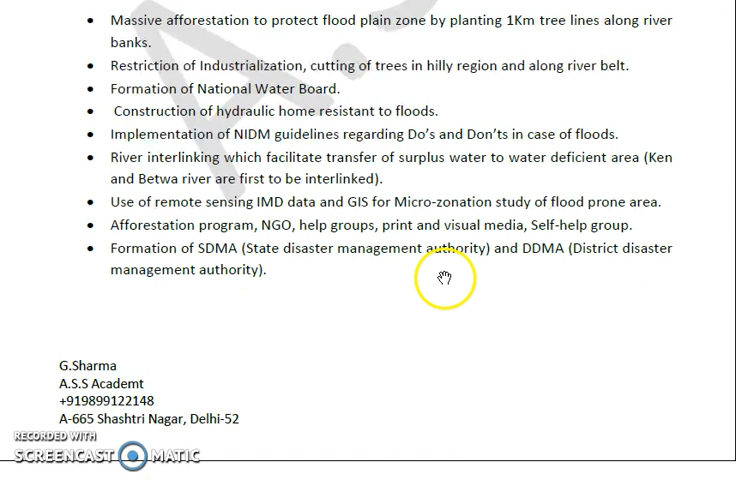 • Massive afforestation to protect flood plain zone by planting 1Km tree lines along river
banks.
• Restriction of Industrialization, cutting of trees in hilly region and along river belt.
• Formation of National Water Board.
• Construction of hydraulic home resistant to floods.
• Implementation of NIDM guidelines regarding Do's and Don'ts in case of floods.
• River interlinking which facilitate transfer of surplus water to water deficient area (Ken
and Betwa river are first to be interlinked).
• Use of remote sensing IMD data and GIS for Micro-zonation study of flood prone area.
• Afforestation program, NGO, help groups, print and visual media, Self-help group.
• Formation of SDMA (State disaster management authority) and DDMA (District disaster
management authority).
G.Sharma
A.S.S Academt
+919899122148
A-665 Shashtri Nagar, Delhi-52
RECORDED WITH
SCREENCAST MATIC